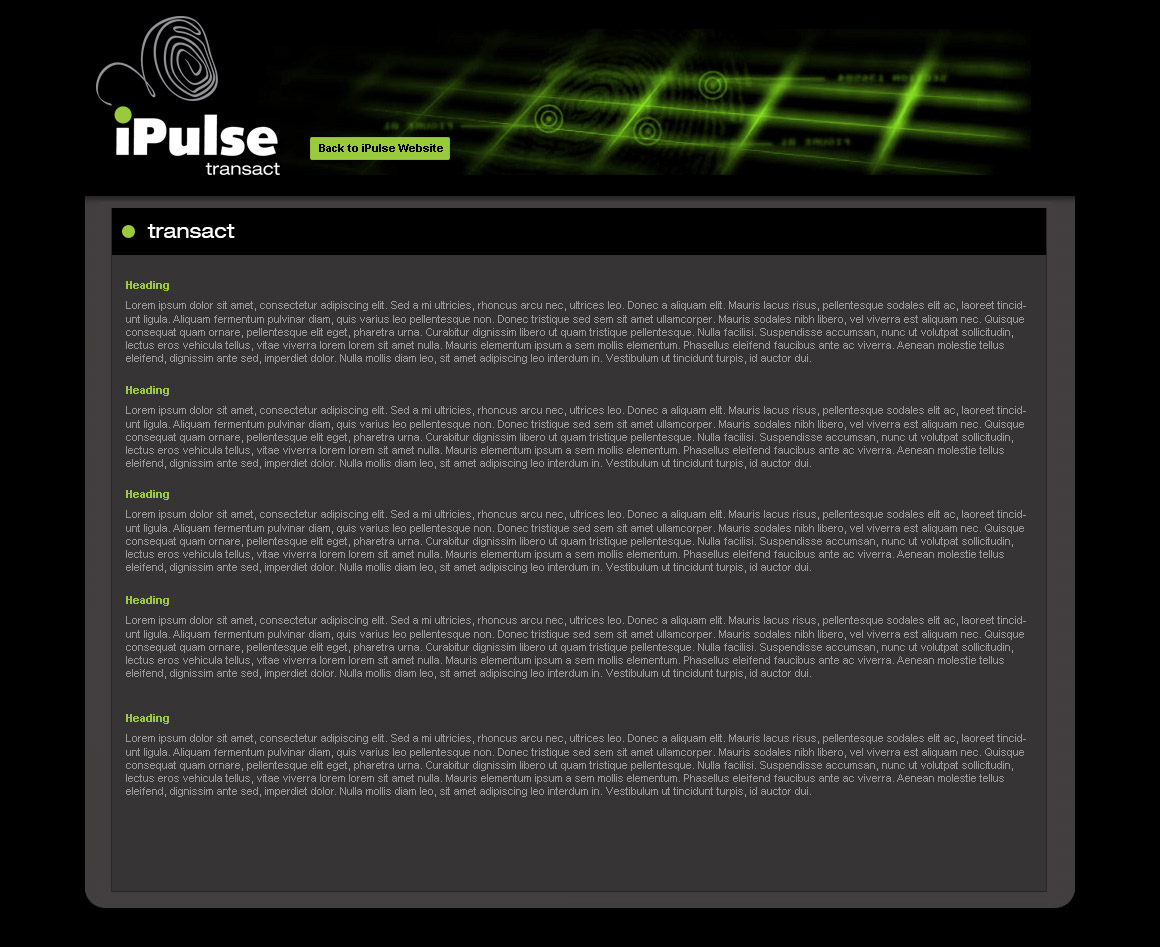 iPulse
transact
Back to iPulse Website
transact
Heading
Lorem ipsum dolor sit amet, consectetur adipiscing elit. Sed a mi ultricies, rhoncus arcu nec, ultrices leo. Donec a aliquam elit. Mauris lacus risus, pellentesque sodales elit ac, laoreet tincid-
unt ligula. Aliquam fermentum pulvinar diam, quis varius leo pellentesque non. Donec tristique sed sem sit amet ullamcorper. Mauris sodales nibh libero, vel viverra est aliquam nec. Quisque
consequat quam ornare, pellentesque elit eget, pharetra urna. Curabitur dignissim libero ut quam tristique pellentesque. Nulla facilisi. Suspendisse accumsan, nunc ut volutpat sollicitudin,
lectus eros vehicula tellus, vitae viverra lorem lorem sit amet nulla. Mauris elementum ipsum a sem mollis elementum. Phasellus eleifend faucibus ante ac viverra. Aenean molestie tellus
eleifend, dignissim ante sed, imperdiet dolor. Nulla mollis diam leo, sit amet adipiscing leo interdum in. Vestibulum ut tincidunt turpis, id auctor dui.
Heading
Lorem ipsum dolor sit amet, consectetur adipiscing elit. Sed a mi ultricies, rhoncus arcu nec, ultrices leo. Donec a aliquam elit. Mauris lacus risus, pellentesque sodales elit ac, laoreet tincid-
unt ligula. Aliquam fermentum pulvinar diam, quis varius leo pellentesque non. Donec tristique sed sem sit amet ullamcorper. Mauris sodales nibh libero, vel viverra est aliquam nec. Quisque
consequat quam ornare, pellentesque elit eget, pharetra urna. Curabitur dignissim libero ut quam tristique pellentesque. Nulla facilisi. Suspendisse accumsan, nunc ut volutpat sollicitudin,
lectus eros vehicula tellus, vitae viverra lorem lorem sit amet nulla. Mauris elementum ipsum a sem mollis elementum. Phasellus eleifend faucibus ante ac viverra. Aenean molestie tellus
eleifend, dignissim ante sed, imperdiet dolor. Nulla mollis diam leo, sit amet adipiscing leo interdum in. Vestibulum ut tincidunt turpis, id auctor dui.
Heading
Lorem ipsum dolor sit amet, consectetur adipiscing elit. Sed a mi ultricies, rhoncus arcu nec, ultrices leo. Donec a aliquam elit. Mauris lacus risus, pellentesque sodales elit ac, laoreet tincid-
unt ligula. Aliquam fermentum pulvinar diam, quis varius leo pellentesque non. Donec tristique sed sem sit amet ullamcorper. Mauris sodales nibh libero, vel viverra est aliquam nec. Quisque
consequat quam ornare, pellentesque elit eget, pharetra urna. Curabitur dignissim libero ut quam tristique pellentesque. Nulla facilisi. Suspendisse accumsan, nunc ut volutpat sollicitudin,
lectus eros vehicula tellus, vitae viverra lorem lorem sit amet nulla. Mauris elementum ipsum a sem mollis elementum. Phasellus eleifend faucibus ante ac viverra. Aenean molestie tellus
eleifend, dignissim ante sed, imperdiet dolor. Nulla mollis diam leo, sit amet adipiscing leo interdum in. Vestibulum ut tincidunt turpis, id auctor dui.
Heading
Lorem ipsum dolor sit amet, consectetur adipiscing elit. Sed a mi ultricies, rhoncus arcu nec, ultrices leo. Donec a aliquam elit. Mauris lacus risus, pellentesque sodales elit ac, laoreet tincid-
unt ligula. Aliquam fermentum pulvinar diam, quis varius leo pellentesque non. Donec tristique sed sem sit amet ullamcorper. Mauris sodales nibh libero, vel viverra est aliquam nec. Quisque
consequat quam ornare, pellentesque elit eget, pharetra urna. Curabitur dignissim libero ut quam tristique pellentesque. Nulla facilisi. Suspendisse accumsan, nunc ut volutpat sollicitudin,
lectus eros vehicula tellus, vitae viverra lorem lorem sit amet nulla. Mauris elementum ipsum a sem mollis elementum. Phasellus eleifend faucibus ante ac viverra. Aenean molestie tellus
eleifend, dignissim ante sed, imperdiet dolor. Nulla mollis diam leo, sit amet adipiscing leo interdum in. Vestibulum ut tincidunt turpis, id auctor dui.
Heading
Lorem ipsum dolor sit amet, consectetur adipiscing elit. Sed a mi ultricies, rhoncus arcu nec, ultrices leo. Donec a aliquam elit. Mauris lacus risus, pellentesque sodales elit ac, laoreet tincid-
unt ligula. Aliquam fermentum pulvinar diam, quis varius leo pellentesque non. Donec tristique sed sem sit amet ullamcorper. Mauris sodales nibh libero, vel viverra est aliquam nec. Quisque
consequat quam ornare, pellentesque elit eget, pharetra urna. Curabitur dignissim libero ut quam tristique pellentesque. Nulla facilisi. Suspendisse accumsan, nunc ut volutpat sollicitudin,
lectus eros vehicula tellus, vitae viverra lorem lorem sit amet nulla. Mauris elementum ipsum a sem mollis elementum. Phasellus eleifend faucibus ante ac viverra. Aenean molestie tellus
eleifend, dignissim ante sed, imperdiet dolor. Nulla mollis diam leo, sit amet adipiscing leo interdum in. Vestibulum ut tincidunt turpis, id auctor dui.